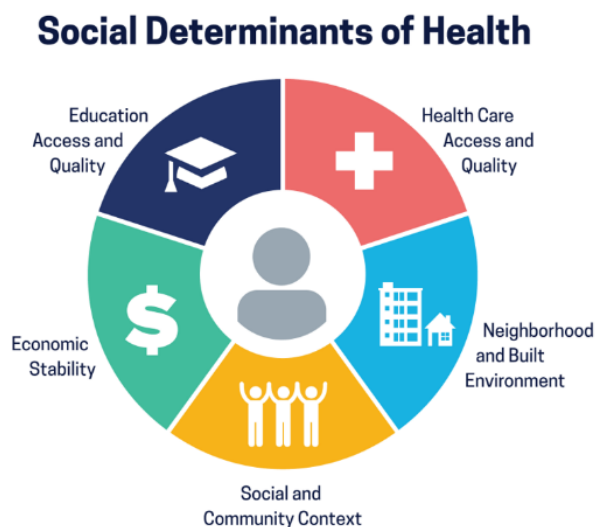 Social Determinants of Health
Education
Access and
Quality
Health Care
Access and
Quality
$
Economic
Stability
Neighborhood
and Built
Environment
Social and
Community Context